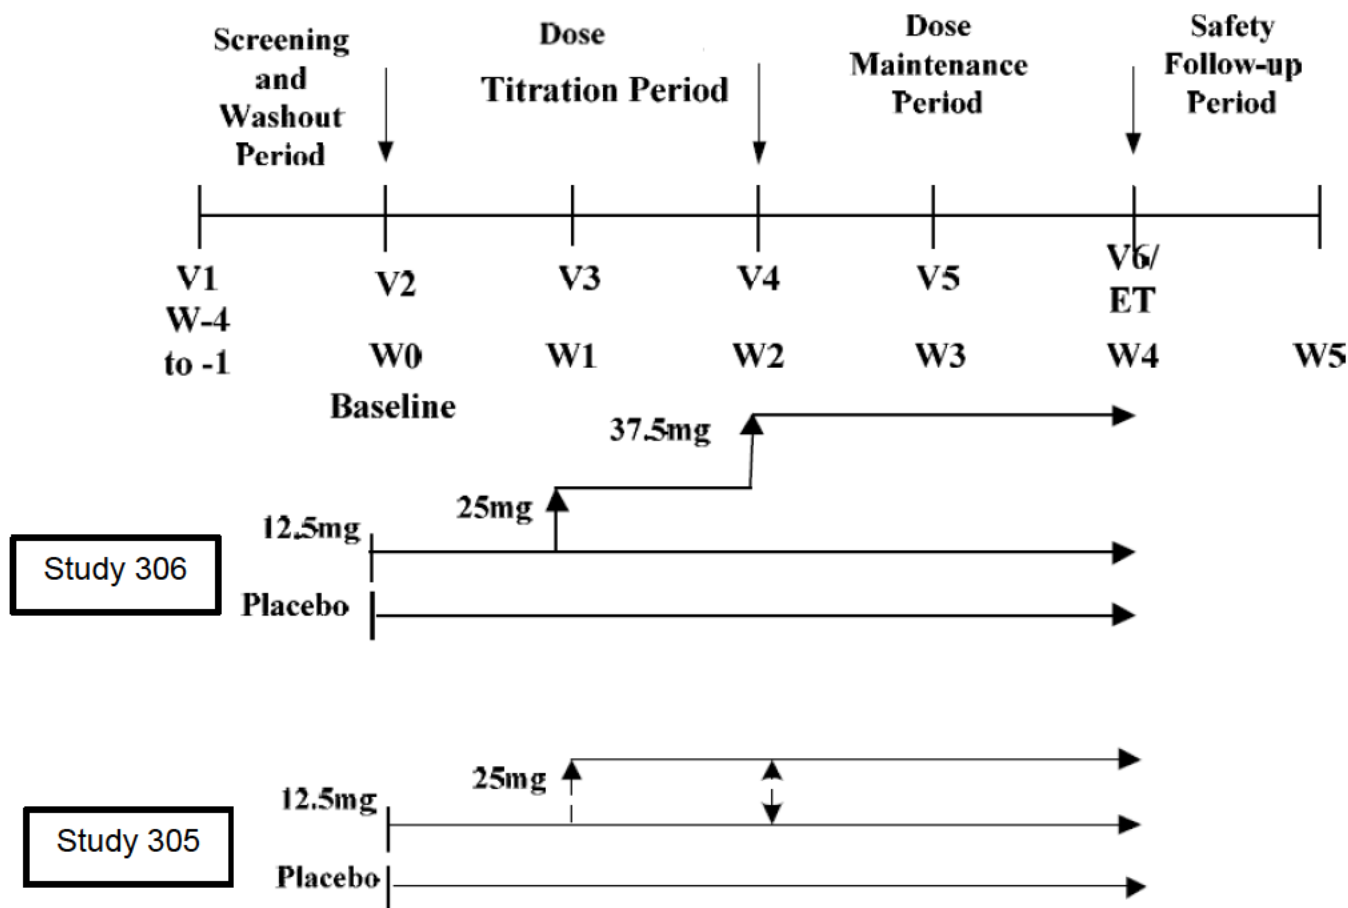 Screening
and
Washout
Period
Dose
Titration Period
Dose
Maintenance
Period
Safety
Follow-up
Period
V1
W-4
to -1
V2
W0
Baseline
V3
W1
V4
W2
V5
W3
V6/
ET
W4
W5
37.5mg
25mg
12.5mg
Study 306
Placebo
25mg
12.5mg
Study 305
Placebo